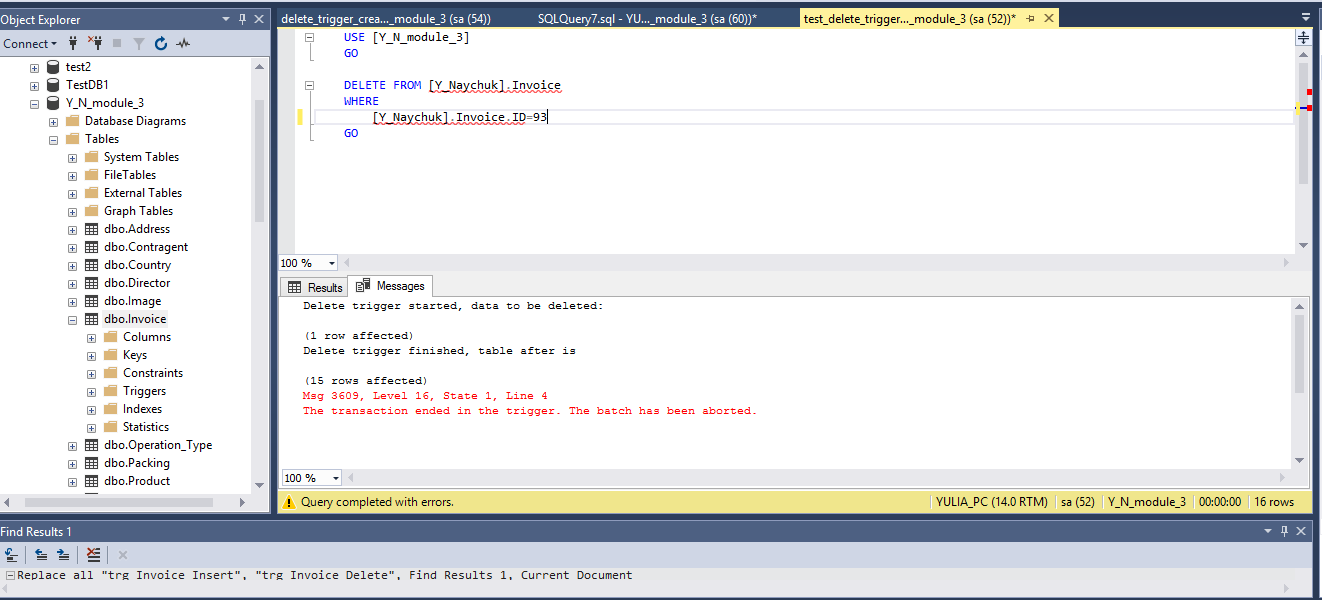 Object Explorer
Connect
test2
TestDB1
Y_N_module_3
Database Diagrams
Tables
System Tables
FileTables
External Tables
Graph Tables
dbo.Address
dbo.Contragent
dbo.Country
dbo.Director
dbo.Image
dbo.Invoice
Columns
Keys
Constraints
Triggers
Indexes
Statistics
dbo.Operation_Type
dbo.Packing
dbo.Product
delete_trigger_crea..._module_3 (sa (54))
SQLQuery7.sql - YU..._module_3 (sa (60))*
test_delete_trigger..._module_3 (sa (52))*
USE [Y_N_module_3]
GO
DELETE FROM [Y_Naychuk].Invoice
WHERE
[Y_Naychuk].Invoice.ID=93
GO
100 %
Results
Messages
Delete trigger started, data to be deleted:
(1 row affected)
Delete trigger finished, table after is
(15 rows affected)
Msg 3609, Level 16, State 1, Line 4
The transaction ended in the trigger. The batch has been aborted.
100 %
Query completed with errors.
YULIA_PC (14.0 RTM)
sa (52)
Y_N_module_3
00:00:00
16 rows
Find Results 1
Replace all "trg_Invoice_Insert", "trg_Invoice_Delete", Find Results 1, Current Document